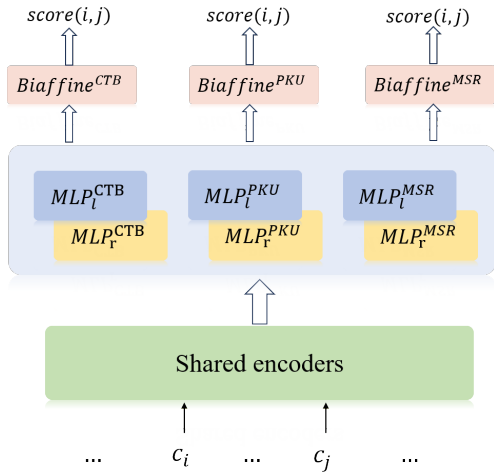 score(i, j) score(i, j) score(i, j)
Biaffine^CTB Biaffine^PKU Biaffine^MSR
MLP_l^CTB MLP_l^PKU MLP_l^MSR
MLP_r^CTB MLP_r^PKU MLP_r^MSR
Shared encoders
... c_i ... c_j ...